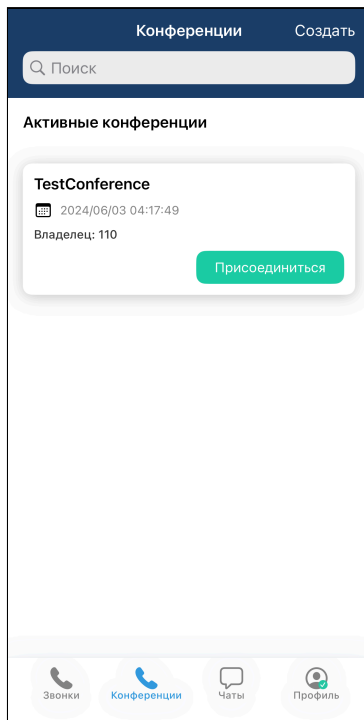 Конференции
Создать
Поиск
Активные конференции
TestConference
2024/06/03 04:17:49
Владелец: 110
Присоединиться
Звонки
Конференции
Чаты
Профиль